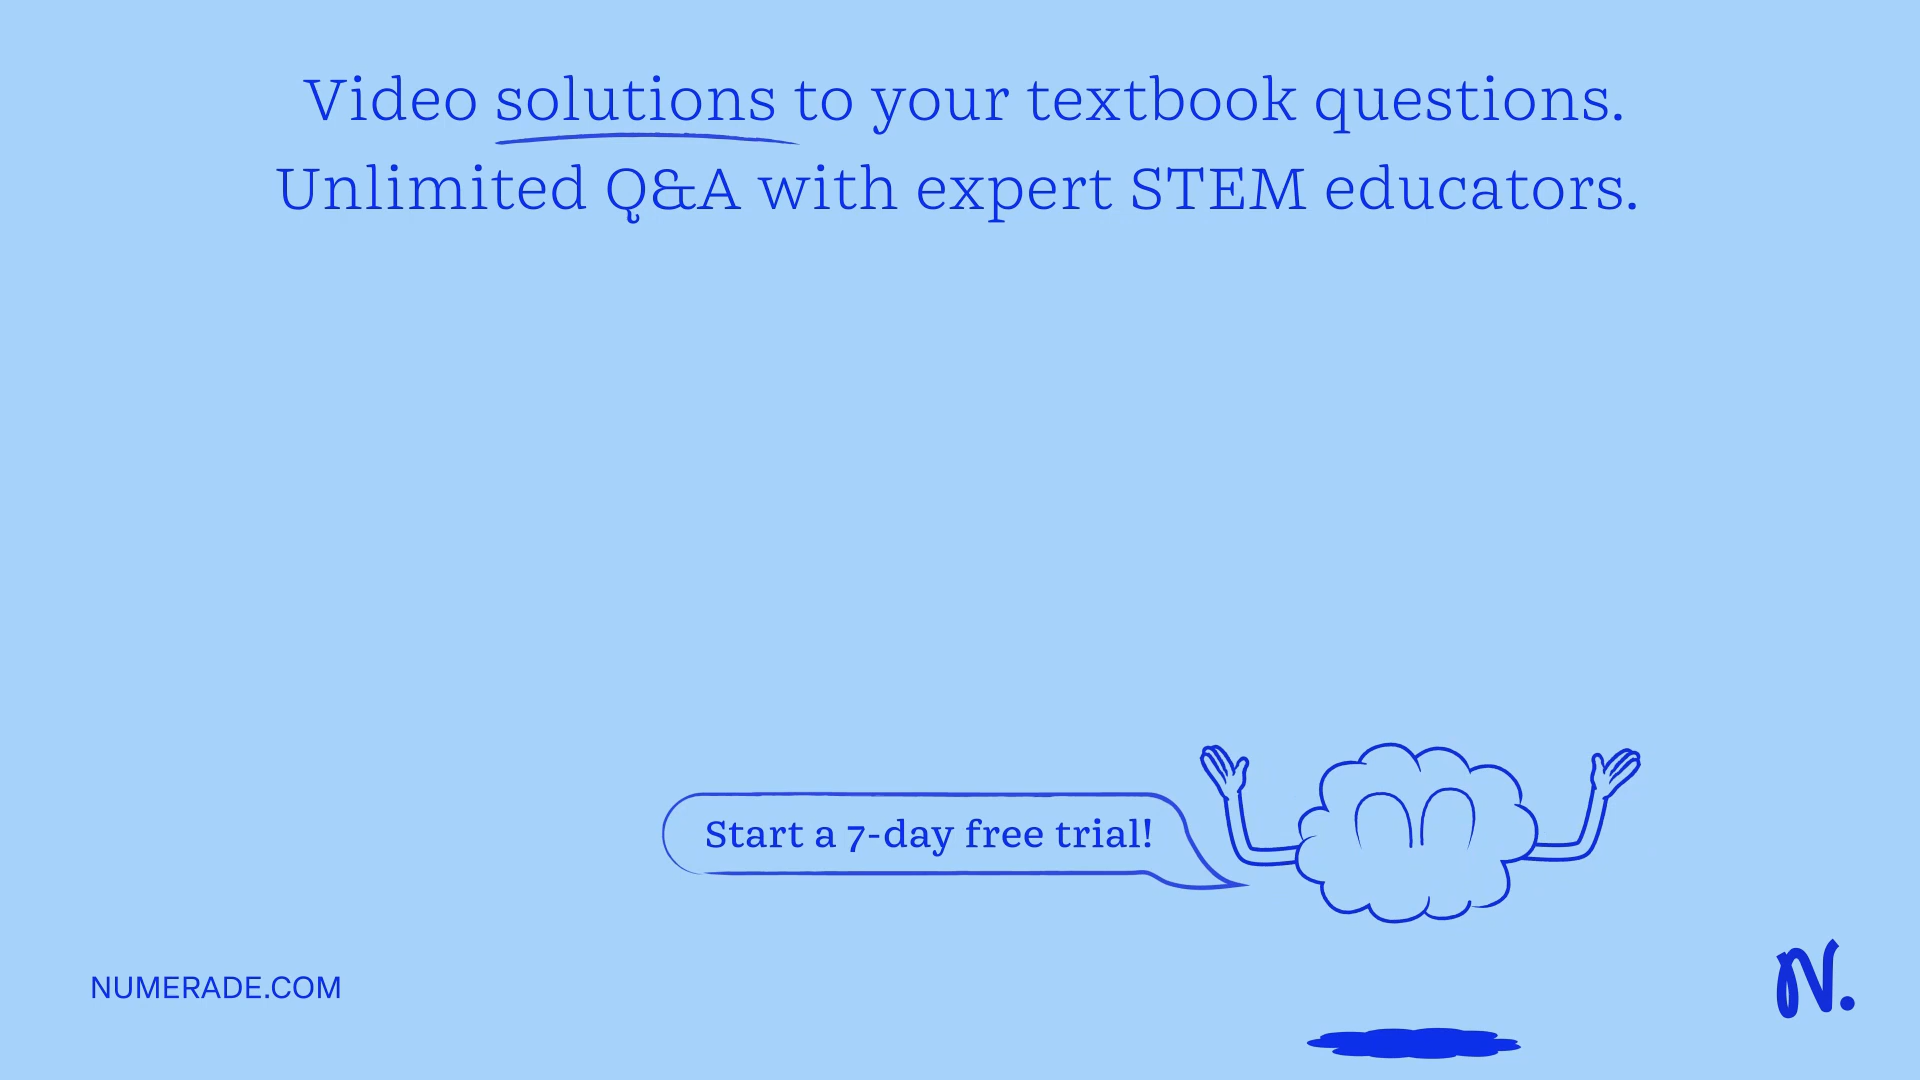 Video solutions to your textbook questions.
Unlimited Q&A with expert STEM educators.
Start a 7-day free trial!
NUMERADE.COM
N.